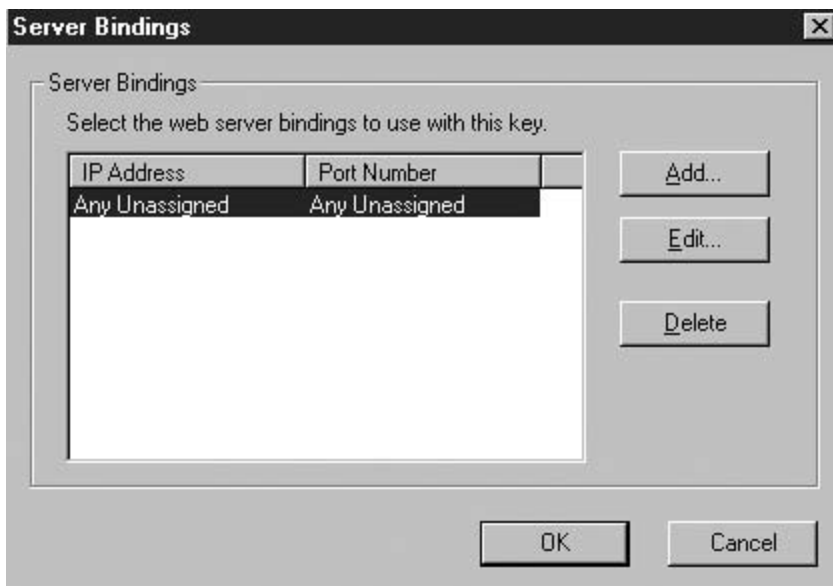 Server Bindings
Server Bindings
Select the web server bindings to use with this key.
IP Address Port Number
Any Unassigned Any Unassigned
Add...
Edit...
Delete
OK Cancel